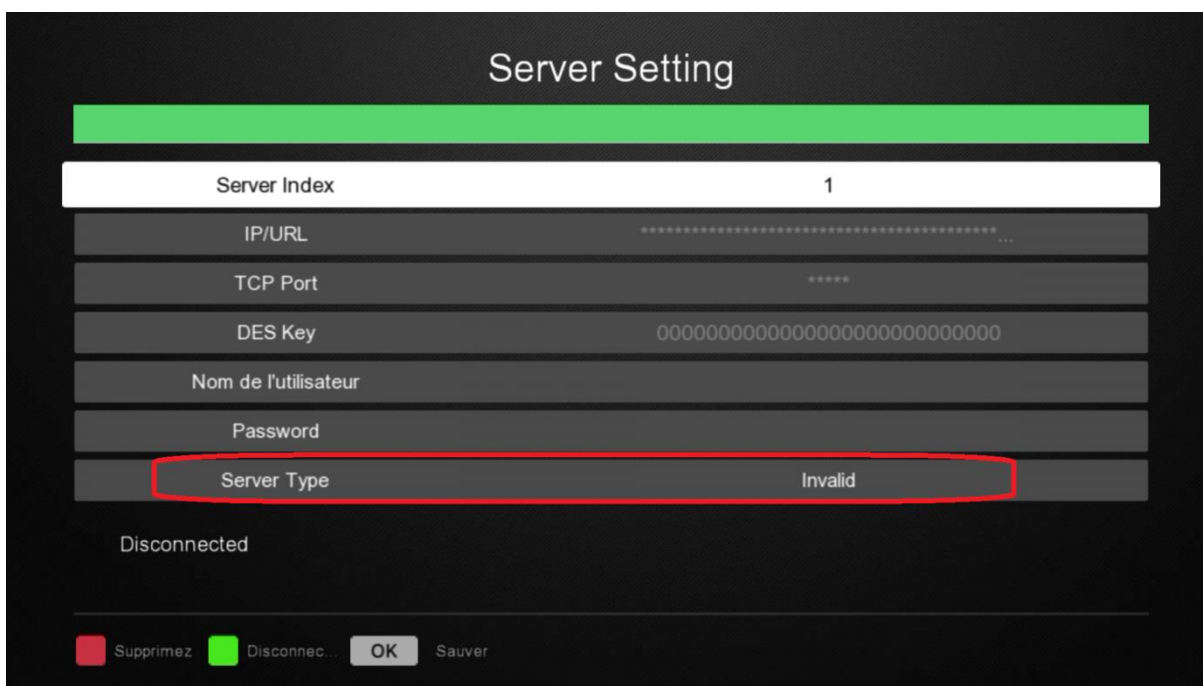 Server Setting
Server Index 1
IP/URL ******************************************...
TCP Port *****
DES Key 0000000000000000000000000000
Nom de l'utilisateur
Password
Server Type Invalid
Disconnected
Supprimez Disconnec... OK Sauver